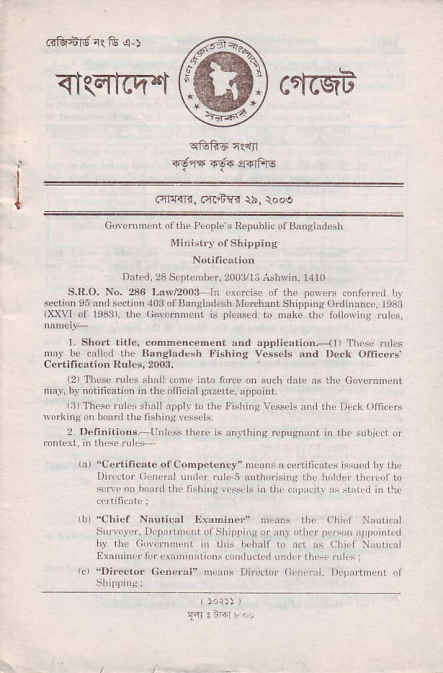 রেজিস্টার্ড নং ডি এ-১
বাংলাদেশ গেজেট
গণপ্রজাতন্ত্রী বাংলাদেশ
সরকার
অতিরিক্ত সংখ্যা
কর্তৃপক্ষ কর্তৃক প্রকাশিত
সোমবার, সেপ্টেম্বর ২৯, ২০০৩
Government of the People's Republic of Bangladesh
Ministry of Shipping
Notification
Dated, 28 September, 2003/13 Ashwin, 1410
S.R.O. No. 286 Law/2003—In exercise of the powers conferred by
section 95 and section 403 of Bangladesh Merchant Shipping Ordinance, 1983
(XXVI of 1983), the Government is pleased to make the following rules,
namely—
1. Short title, commencement and application.—(1) These rules
may be called the Bangladesh Fishing Vessels and Deck Officers'
Certification Rules, 2003.
(2) These rules shall come into force on such date as the Government
may, by notification in the official gazette, appoint.
(3) These rules shall apply to the Fishing Vessels and the Deck Officers
working on board the fishing vessels.
2. Definitions.—Unless there is anything repugnant in the subject or
context, in these rules—
(a) “Certificate of Competency” means a certificates issued by the
Director General under rule-5 authorising the holder thereof to
serve on board the fishing vessels in the capacity as stated in the
certificate ;
(b) “Chief Nautical Examiner” means the Chief Nautical
Surveyor, Department of Shipping or any other person appointed
by the Government in this behalf to act as Chief Nautical
Examiner for examinations conducted under these rules ;
(c) “Director General” means Director General, Department of
Shipping ;
( ১০২১১ )
মূল্য ঃ টাকা ৮.০০